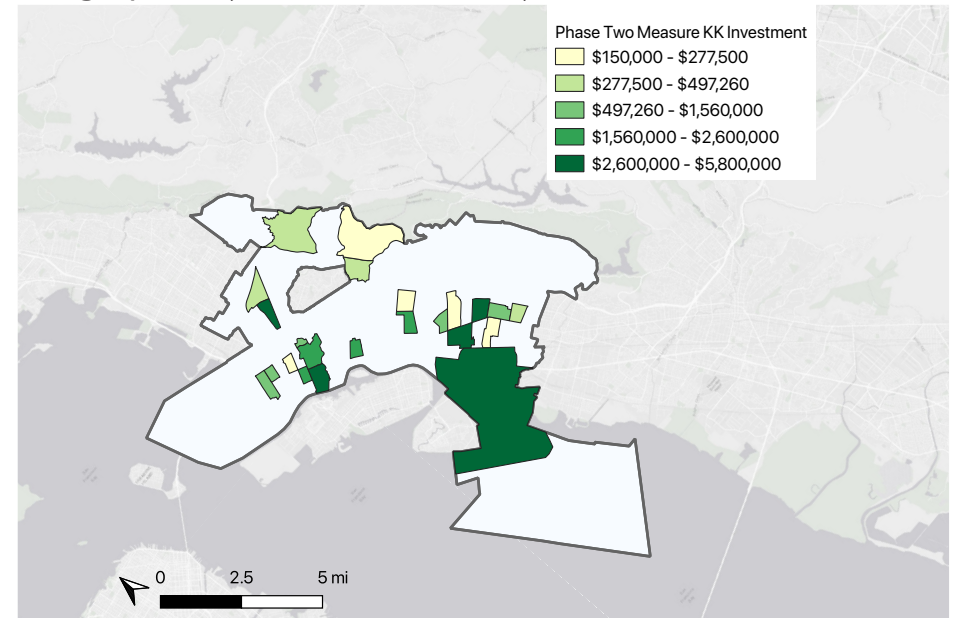 Phase Two Measure KK Investment
$150,000 - $277,500
$277,500 - $497,260
$497,260 - $1,560,000
$1,560,000 - $2,600,000
$2,600,000 - $5,800,000
0 2.5 5 mi